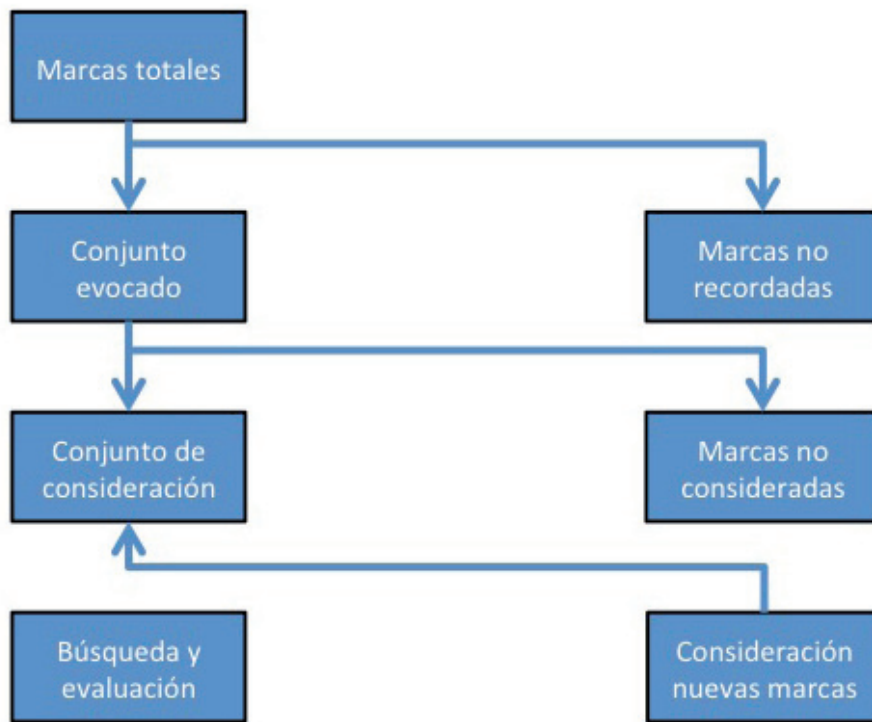 Marcas totales
Conjunto
evocado
Marcas no
recordadas
Conjunto de
consideración
Marcas no
consideradas
Búsqueda y
evaluación
Consideración
nuevas marcas